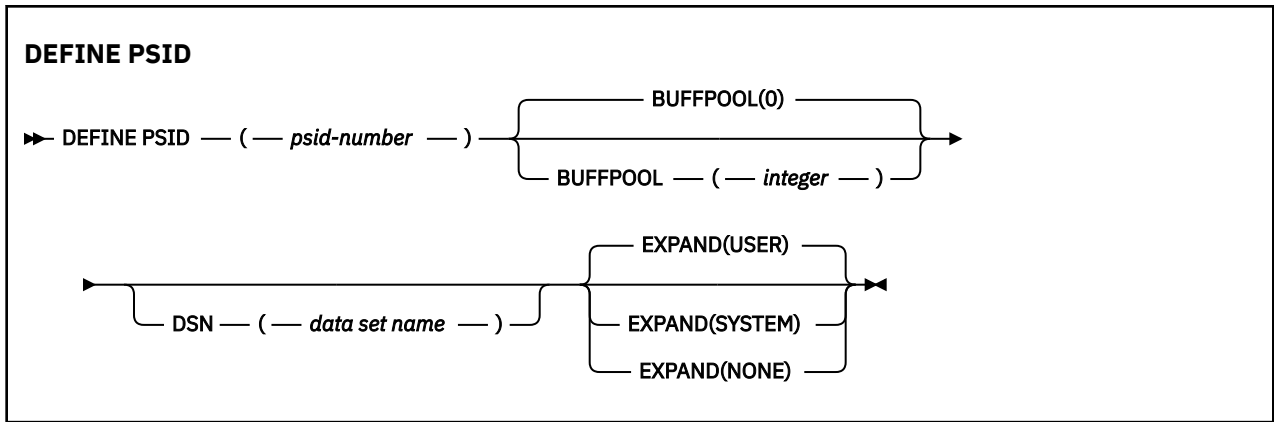 DEFINE PSID
BUFFPOOL(0)
DEFINE PSID ( psid-number )
BUFFPOOL ( integer )
EXPAND(USER)
DSN ( data set name )
EXPAND(SYSTEM)
EXPAND(NONE)